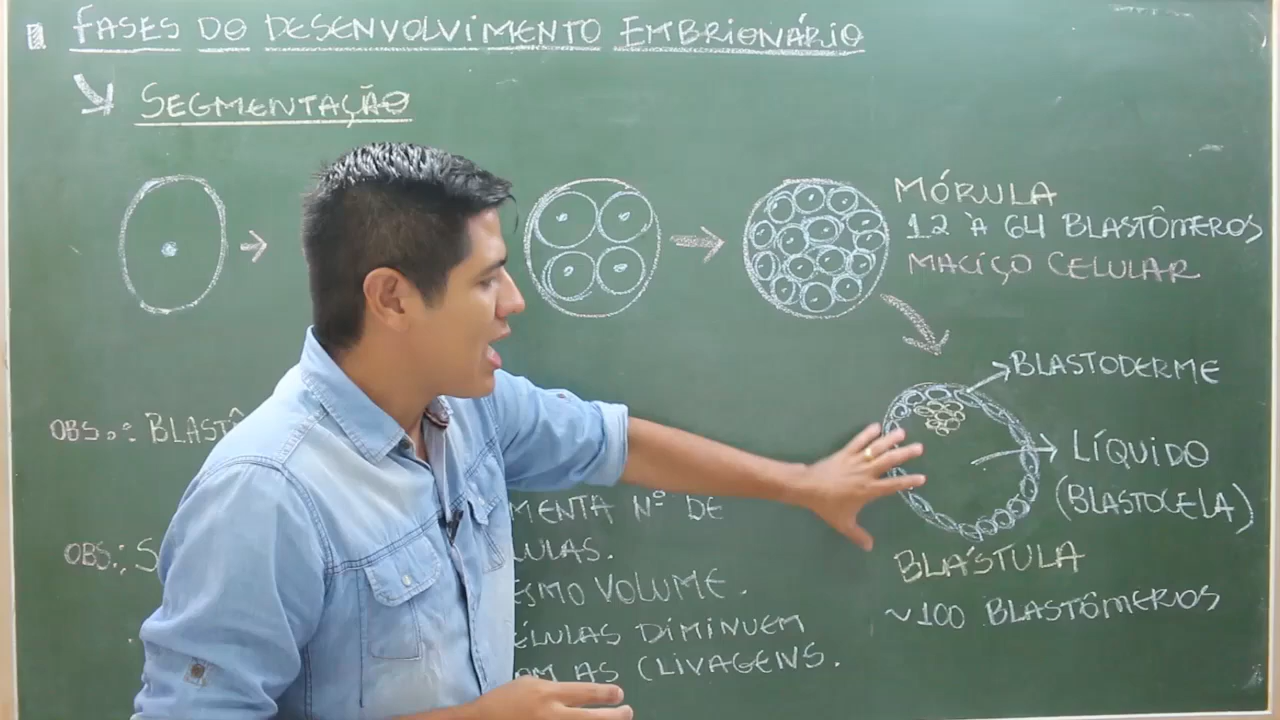 FASES DO DESENVOLVIMENTO EMBRIONÁRIO
SEGMENTAÇÃO
MÓRULA
12 À 64 BLASTÔMEROS
MACIÇO CELULAR
BLASTODERME
LÍQUIDO
(BLASTOCELA)
BLÁSTULA
~100 BLASTÔMEROS
OBS.: BLASTÔ
OBS.: S
MENTA Nº DE
LULAS.
ESMO VOLUME.
ÉLULAS DIMINUEM
OM AS CLIVAGENS.